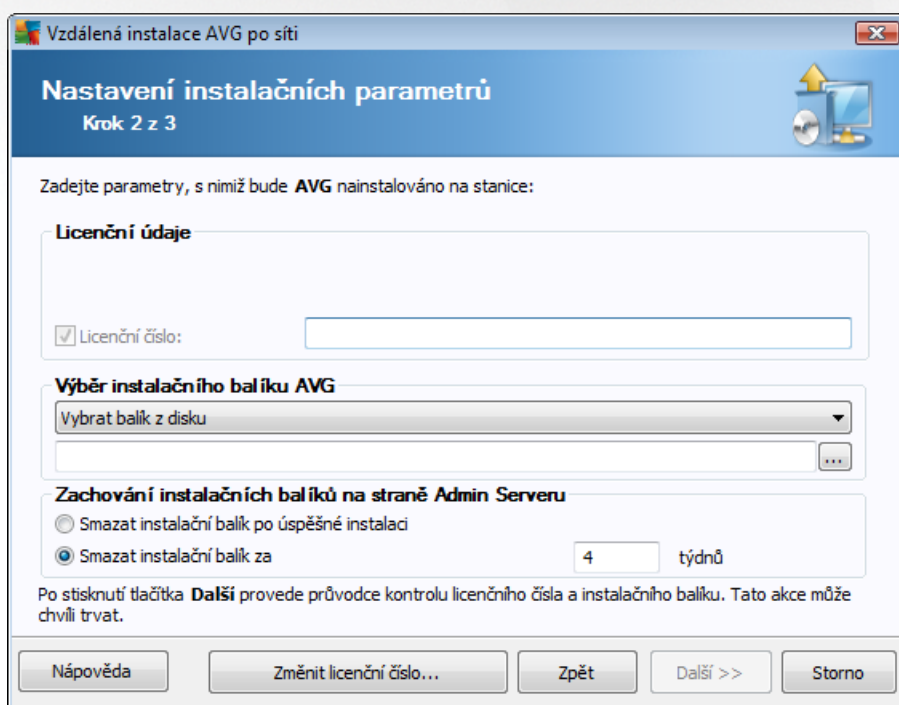 Vzdálená instalace AVG po síti
Nastavení instalačních parametrů
Krok 2 z 3
Zadejte parametry, s nimiž bude AVG nainstalováno na stanice:
Licenční údaje
Licenční číslo:
Výběr instalačního balíku AVG
Vybrat balík z disku
...
Zachování instalačních balíků na straně Admin Serveru
Smazat instalační balík po úspěšné instalaci
Smazat instalační balík za 4 týdnů
Po stisknutí tlačítka Další provede průvodce kontrolu licenčního čísla a instalačního balíku. Tato akce může
chvíli trvat.
Nápověda Změnit licenční číslo... Zpět Další >> Storno